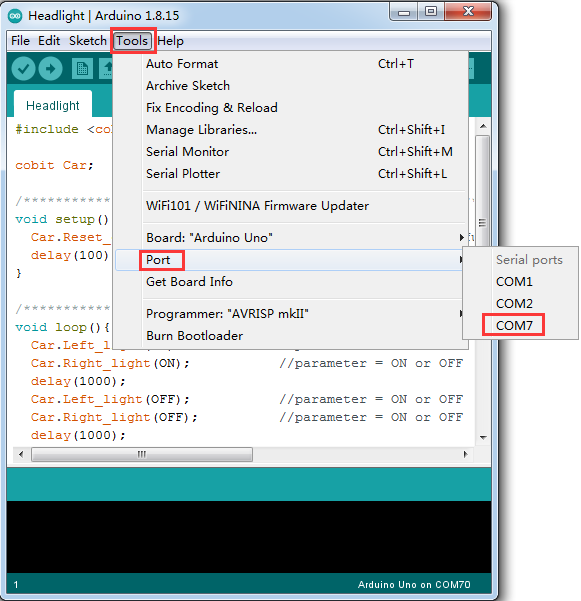 Headlight | Arduino 1.8.15
File Edit Sketch Tools Help
Auto Format Ctrl+T
Archive Sketch
Fix Encoding & Reload
Manage Libraries... Ctrl+Shift+I
Serial Monitor Ctrl+Shift+M
Serial Plotter Ctrl+Shift+L
WiFi101 / WiFiNINA Firmware Updater
Board: "Arduino Uno"
Port
Get Board Info
Programmer: "AVRISP mkII"
Burn Bootloader
Serial ports
COM1
COM2
COM7
Headlight
#include <co
cobit Car;
/***************
void setup()
Car.Reset_
delay(100)
}
/***************
void loop(){
Car.Left_l
Car.Right_light(ON); //parameter = ON or OFF
delay(1000);
Car.Left_light(OFF); //parameter = ON or OFF
Car.Right_light(OFF); //parameter = ON or OFF
delay(1000);
1 Arduino Uno on COM70